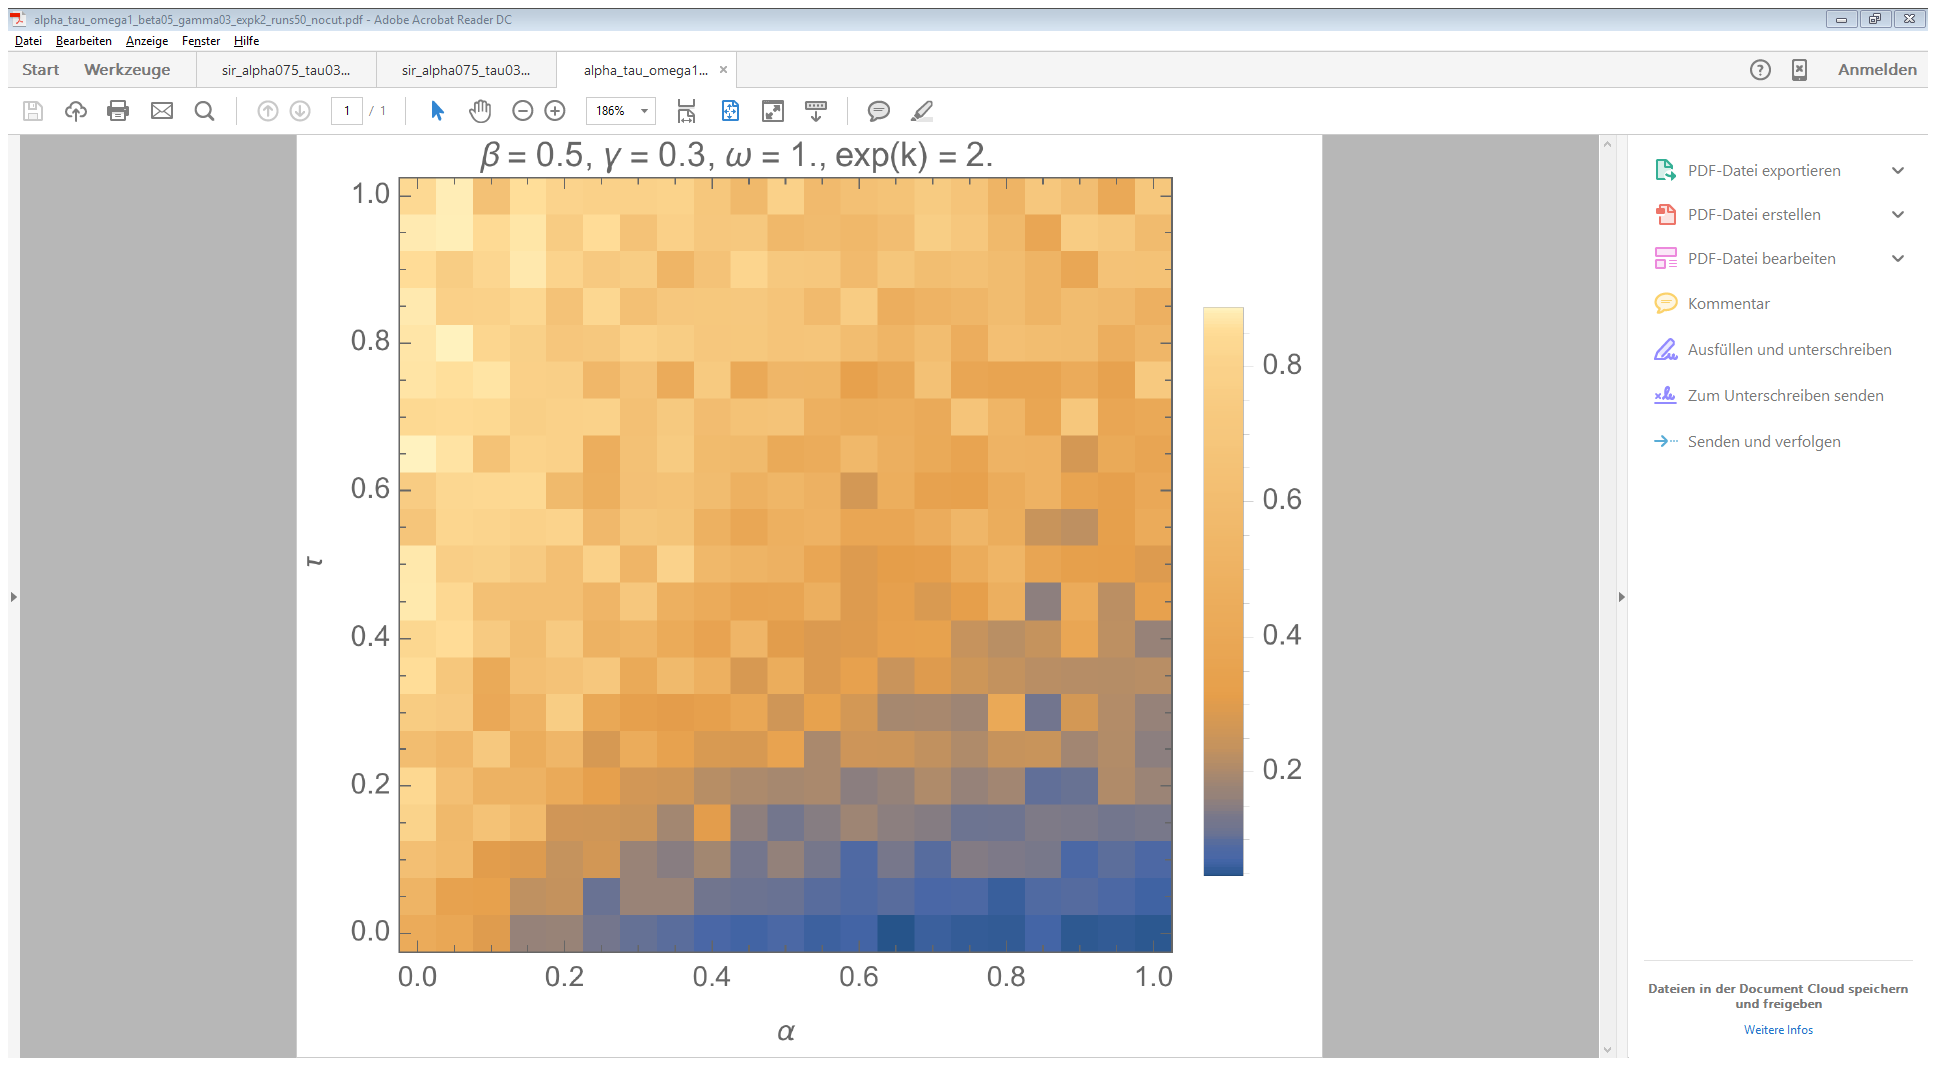 alpha_tau_omega1_beta05_gamma03_expk2_runs50_nocut.pdf - Adobe Acrobat Reader DC
Datei Bearbeiten Anzeige Fenster Hilfe
Start Werkzeuge sir_alpha075_tau03... sir_alpha075_tau03... alpha_tau_omega1... × Anmelden
1 / 1 186%
β = 0.5, γ = 0.3, ω = 1., exp(k) = 2.
1.0
0.8
0.6
0.4
0.2
0.0
τ
0.0 0.2 0.4 0.6 0.8 1.0
α
0.8
0.6
0.4
0.2
PDF-Datei exportieren
PDF-Datei erstellen
PDF-Datei bearbeiten
Kommentar
Ausfüllen und unterschreiben
Zum Unterschreiben senden
Senden und verfolgen
Dateien in der Document Cloud speichern
und freigeben
Weitere Infos